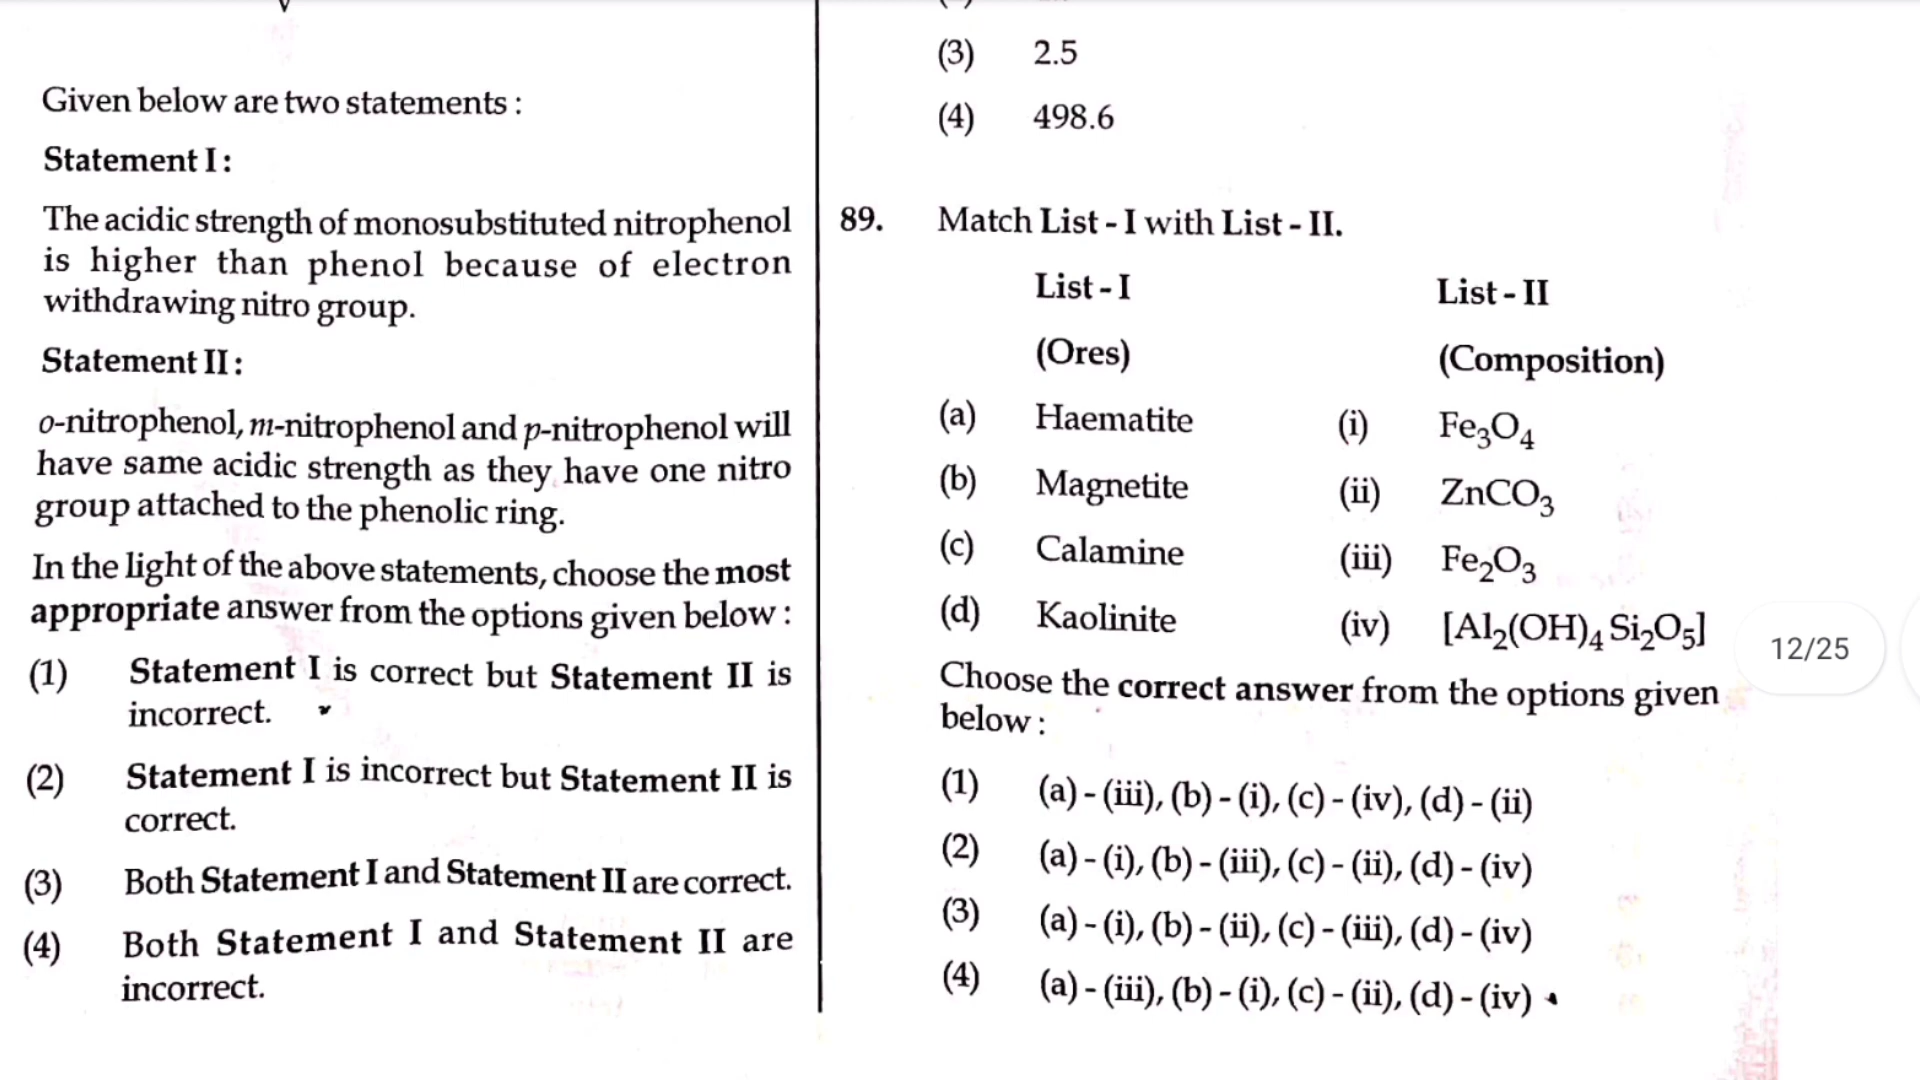 Given below are two statements :
Statement I :
The acidic strength of monosubstituted nitrophenol
is higher than phenol because of electron
withdrawing nitro group.
Statement II :
o-nitrophenol, m-nitrophenol and p-nitrophenol will
have same acidic strength as they have one nitro
group attached to the phenolic ring.
In the light of the above statements, choose the most
appropriate answer from the options given below :
(1) Statement I is correct but Statement II is
incorrect.
(2) Statement I is incorrect but Statement II is
correct.
(3) Both Statement I and Statement II are correct.
(4) Both Statement I and Statement II are
incorrect.
(3) 2.5
(4) 498.6
89. Match List - I with List - II.
List - I List - II
(Ores) (Composition)
(a) Haematite (i) Fe₃O₄
(b) Magnetite (ii) ZnCO₃
(c) Calamine (iii) Fe₂O₃
(d) Kaolinite (iv) [Al₂(OH)₄ Si₂O₅]
Choose the correct answer from the options given
below :
(1) (a) - (iii), (b) - (i), (c) - (iv), (d) - (ii)
(2) (a) - (i), (b) - (iii), (c) - (ii), (d) - (iv)
(3) (a) - (i), (b) - (ii), (c) - (iii), (d) - (iv)
(4) (a) - (iii), (b) - (i), (c) - (ii), (d) - (iv)
12/25